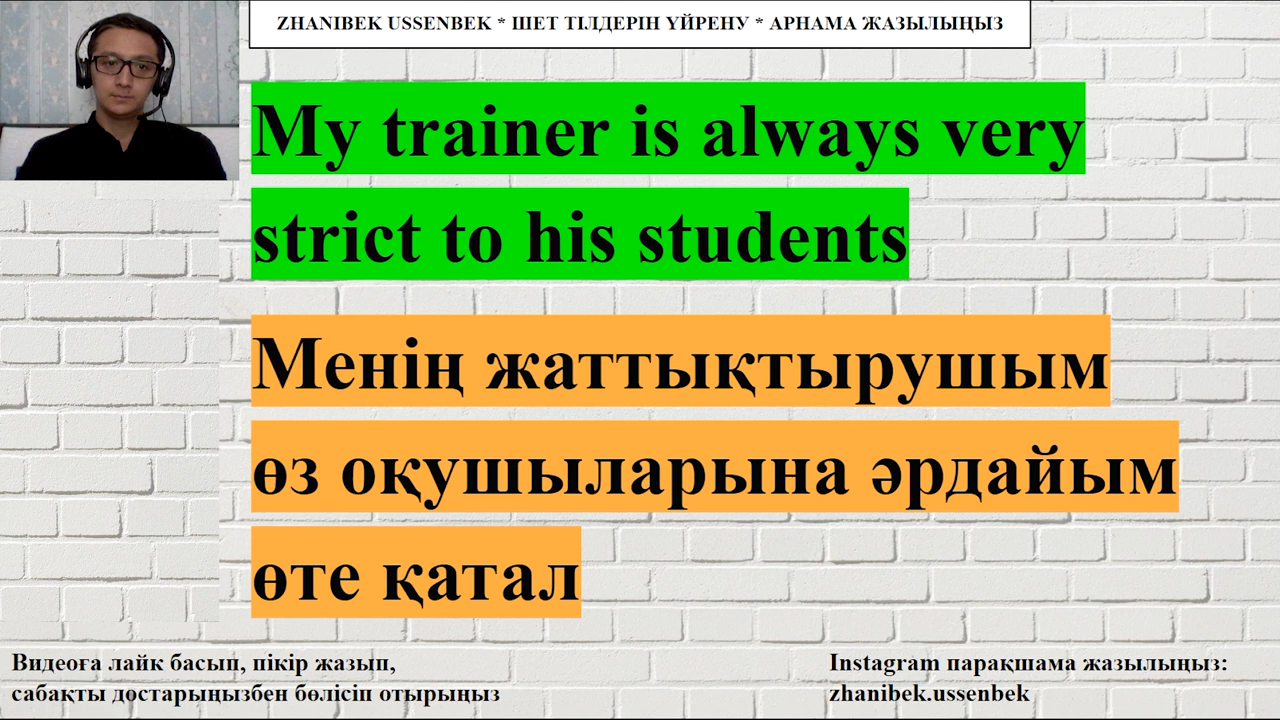 ZHANIBEK USSENBEK * ШЕТ ТІЛДЕРІН ҮЙРЕНУ * АРНАМА ЖАЗЫЛЫҢЫЗ
My trainer is always very
strict to his students
Менің жаттықтырушым
өз оқушыларына әрдайым
өте қатал
Видеоға лайк басып, пікір жазып,
сабақты достарыңызбен бөлісіп отырыңыз
Instagram парақшама жазылыңыз:
zhanibek.ussenbek